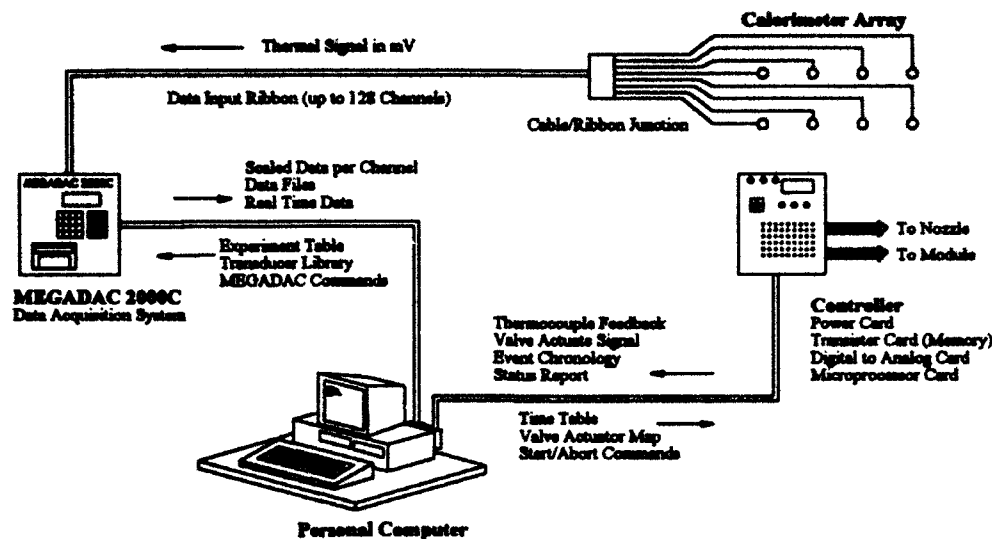 Calorimeter Array
Thermal Signal in mV
Data Input Ribbon (up to 128 Channels)
Cable/Ribbon Junction
MEGADAC 2000C
Scaled Data per Channel
Data Files
Real Time Data
Experiment Table
Transducer Library
MEGADAC Commands
MEGADAC 2000C
Data Acquisition System
To Nozzle
To Module
Controller
Power Card
Transister Card (Memory)
Digital to Analog Card
Microprocessor Card
Thermocouple Feedback
Valve Actuate Signal
Event Chronology
Status Report
Time Table
Valve Actuator Map
Start/Abort Commands
Personal Computer